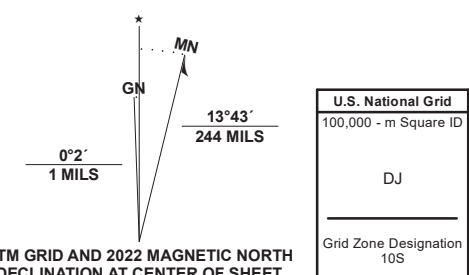 MN
GN
13°43´
244 MILS
0°2´
1 MILS
TM GRID AND 2022 MAGNETIC NORTH
DECLINATION AT CENTER OF SHEET
U.S. National Grid
100,000 - m Square ID
DJ
Grid Zone Designation
10S